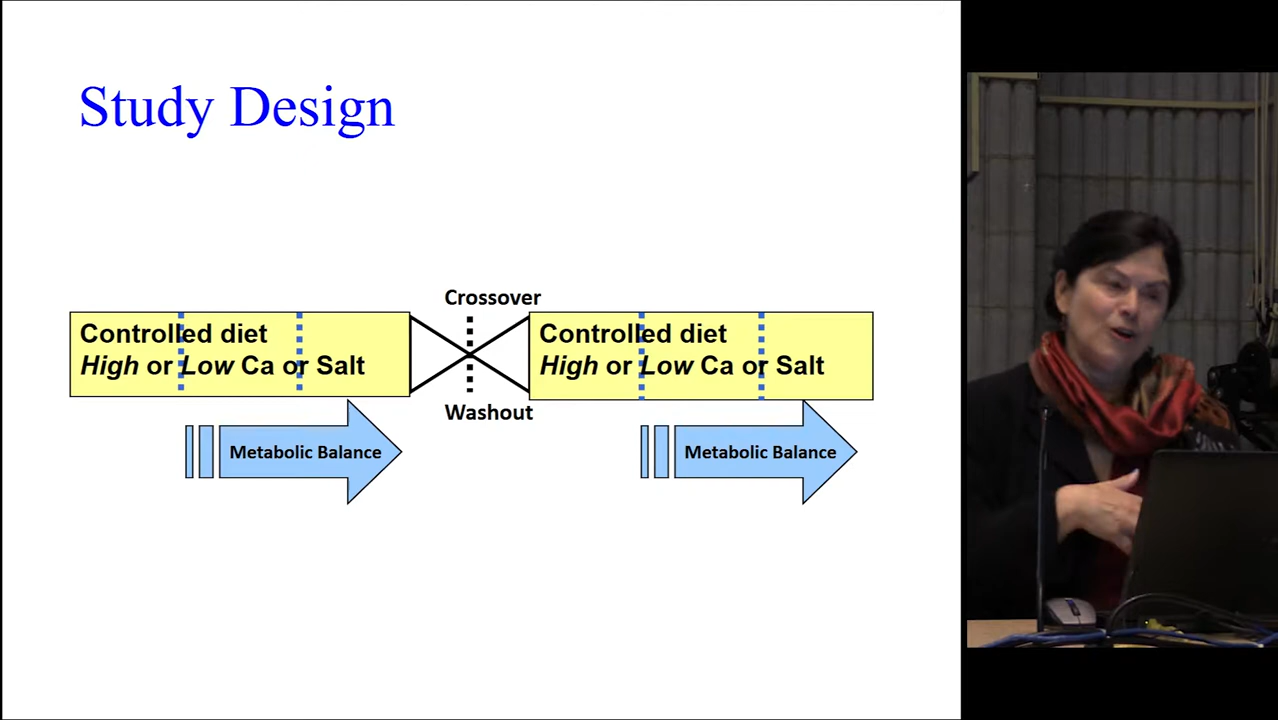 Study Design
Crossover
Controlled diet
High or Low Ca or Salt
Controlled diet
High or Low Ca or Salt
Washout
Metabolic Balance
Metabolic Balance